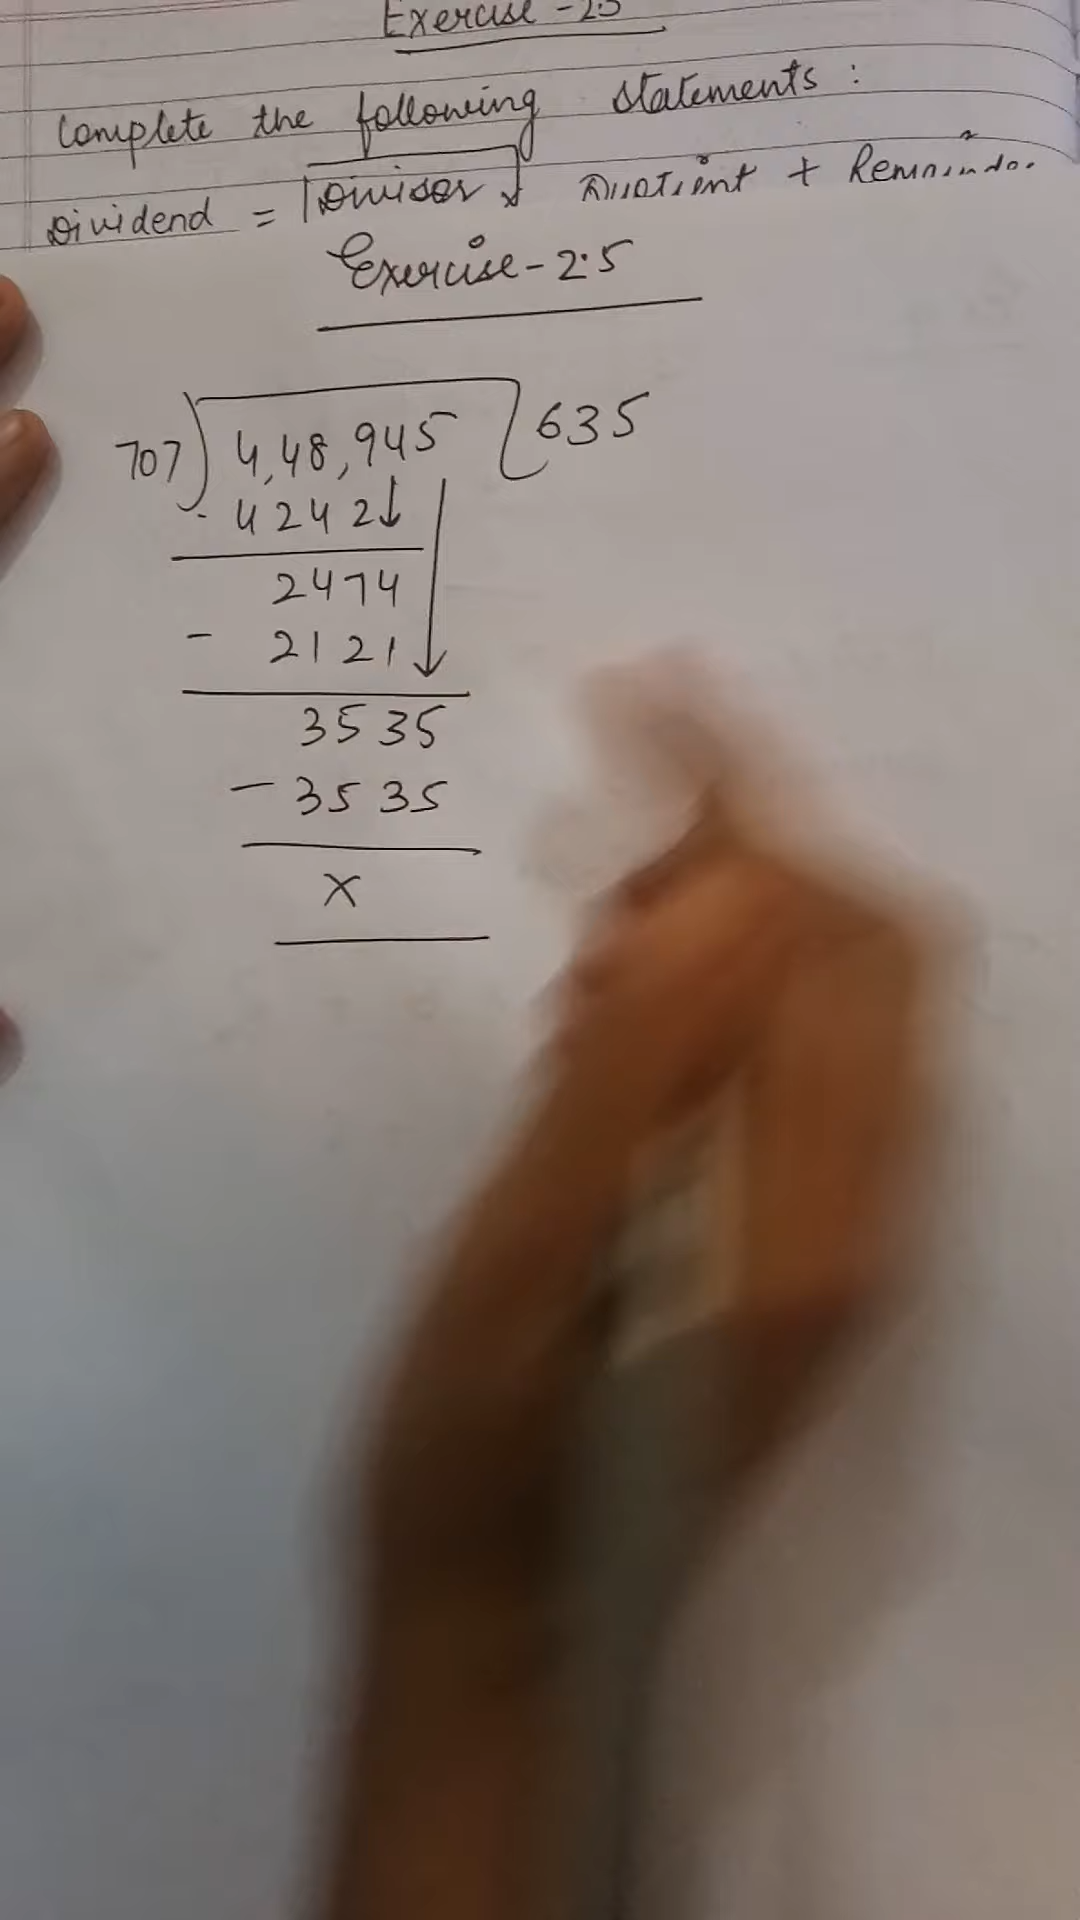 Exercise - 2.5
Complete the following statements :
Dividend = Divisor x Quotient + Remainder
Exercise - 2.5
707) 4,48,945 635
- 4242↓
2474
- 2121↓
3535
- 3535
x